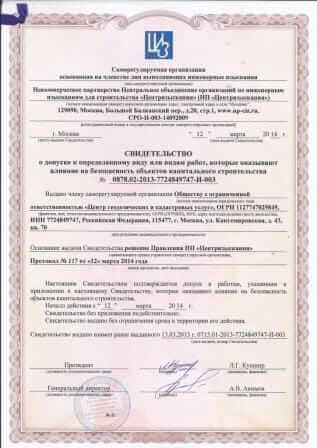 ЦИЗ
Саморегулируемая организация
основанная на членстве лиц выполняющих инженерные изыскания
Некоммерческое партнерство Центральное объединение организаций по инженерным
изысканиям для строительства «Центризыскания» (НП «Центризыскания»)
129090, Москва, Большой Балканский пер., д.20, стр.1, www.np-ciz.ru
СРО-И-003-14092009
г. Москва " 12 " марта 2014 г.
СВИДЕТЕЛЬСТВО
о допуске к определенному виду или видам работ, которые оказывают
влияние на безопасность объектов капитального строительства
№ 0878.02-2013-7724849747-И-003
Выдано члену саморегулируемой организации Обществу с ограниченной
ответственностью «Центр геодезических и кадастровых услуг», ОГРН 1127747029849,
ИНН 7724849747, Российская Федерация, 115477, г. Москва, ул. Кантемировская, д. 47,
кв. 70
Основание выдачи Свидетельства решение Правления НП «Центризыскания»
Протокол № 117 от «12» марта 2014 года
Настоящим Свидетельством подтверждается допуск к работам, указанным в
приложении к настоящему Свидетельству, которые оказывают влияние на безопасность
объектов капитального строительства.
Начало действия с " 12 " марта 2014 г.
Свидетельство без приложения не действительно.
Свидетельство выдано без ограничения срока и территории его действия.
Свидетельство выдано взамен ранее выданного 13.03.2013 г. 0715.01-2013-7724849747-И-003
Президент Л.Г. Кушнир
Генеральный директор А.В. Акимов